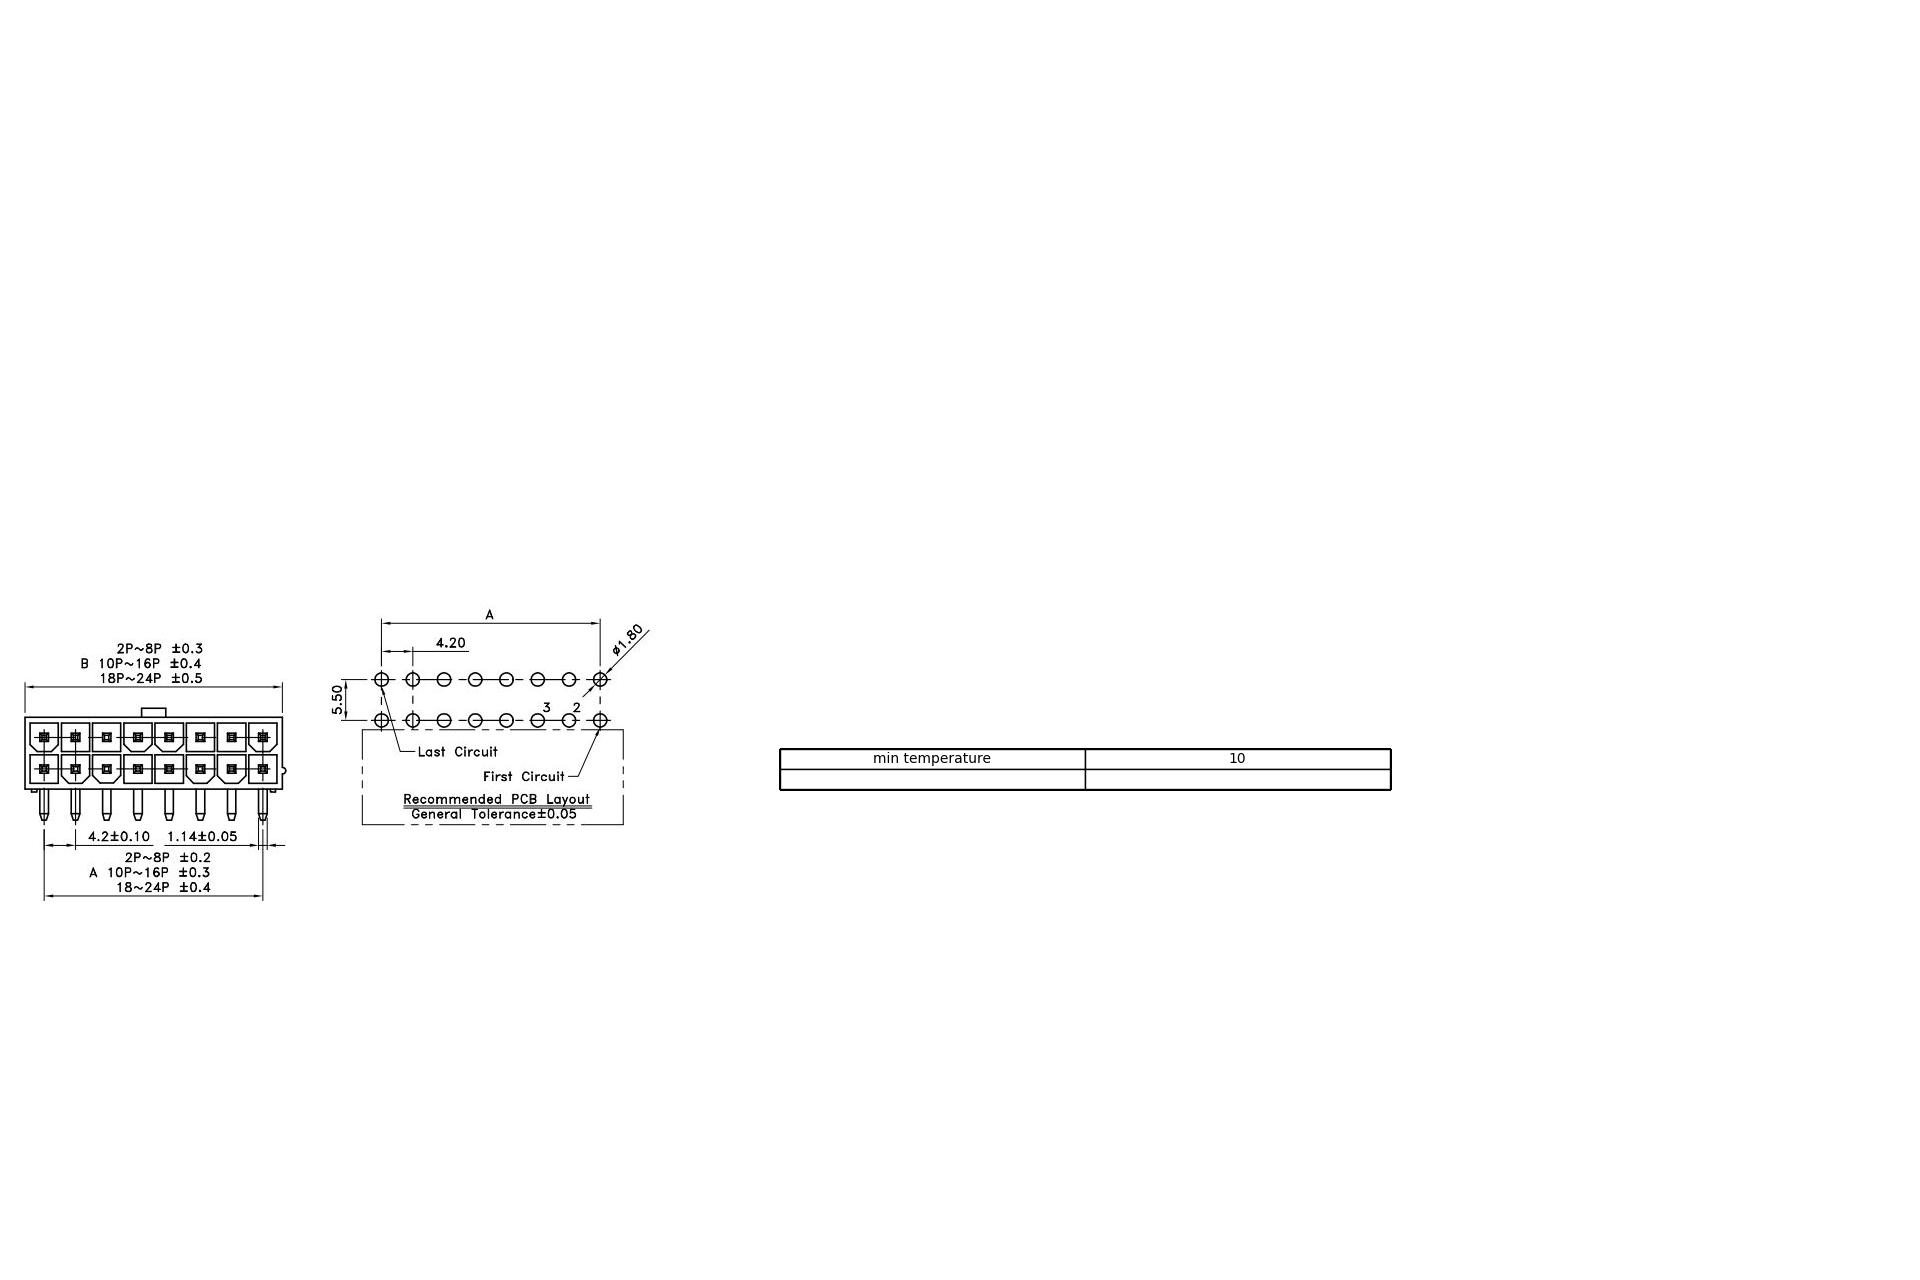 2P~8P ±0.3
B 10P~16P ±0.4
18P~24P ±0.5
4.2±0.10 1.14±0.05
2P~8P ±0.2
A 10P~16P ±0.3
18~24P ±0.4
A
4.20
ø1.80
5.50
3 2
Last Circuit
First Circuit
Recommended PCB Layout
General Tolerance±0.05
min temperature 10